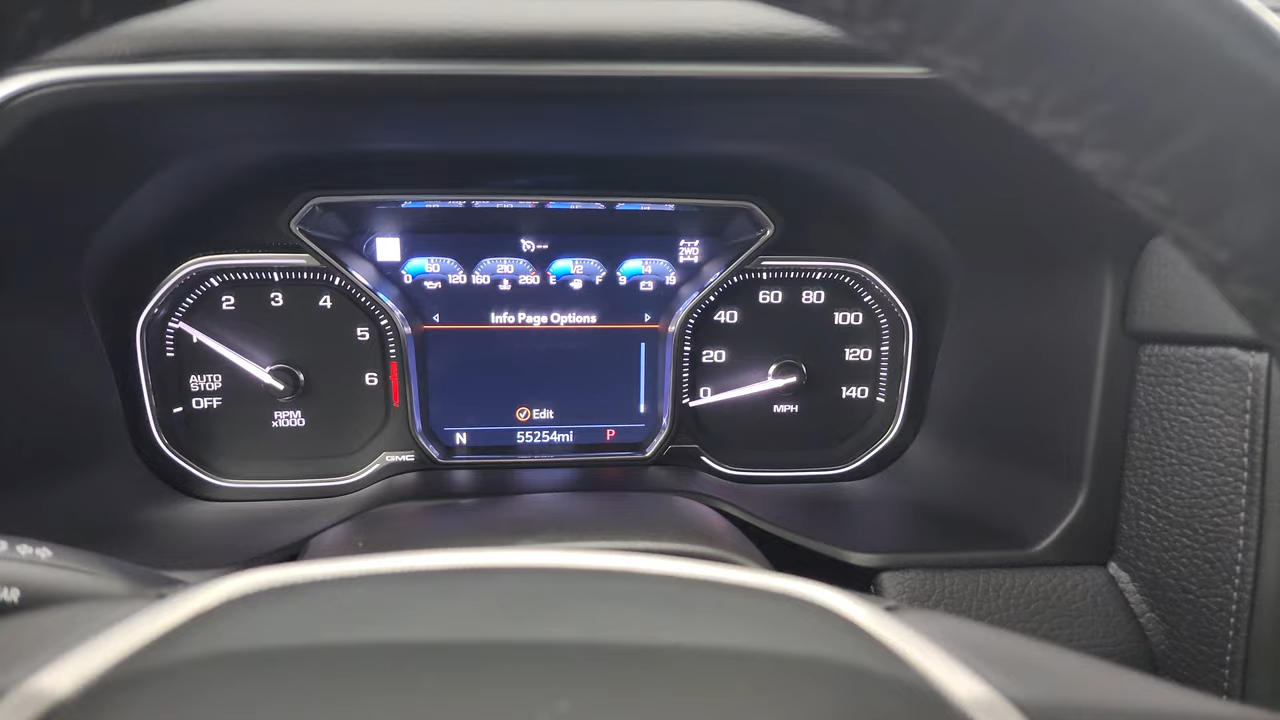 2WD
60 210 1/2 14
0 120 160 260 E F 9 19
Info Page Options
Edit
N 55254mi P
1 2 3 4 5 6
AUTO
STOP
OFF
RPM
x1000
GMC
0 20 40 60 80 100 120 140
MPH